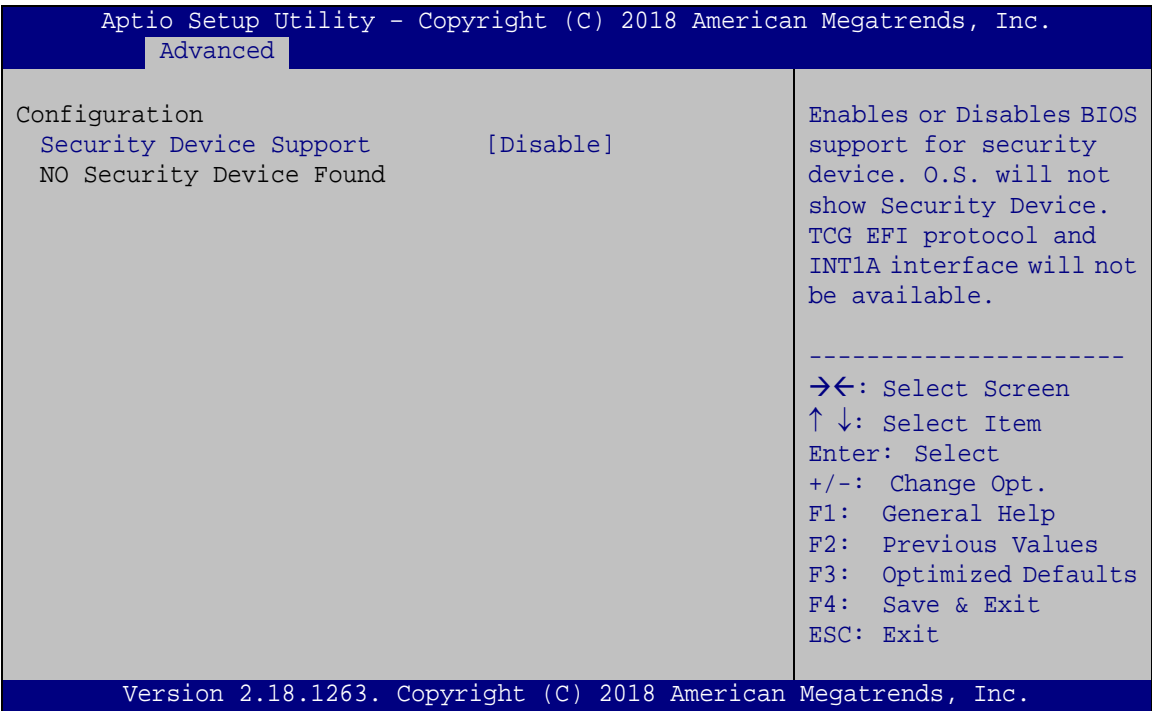 Aptio Setup Utility – Copyright (C) 2018 American Megatrends, Inc.
Advanced
Configuration
Security Device Support [Disable]
NO Security Device Found
Enables or Disables BIOS
support for security
device. O.S. will not
show Security Device.
TCG EFI protocol and
INT1A interface will not
be available.
----------------------
→←: Select Screen
↑ ↓: Select Item
Enter: Select
+/-: Change Opt.
F1: General Help
F2: Previous Values
F3: Optimized Defaults
F4: Save & Exit
ESC: Exit
Version 2.18.1263. Copyright (C) 2018 American Megatrends, Inc.